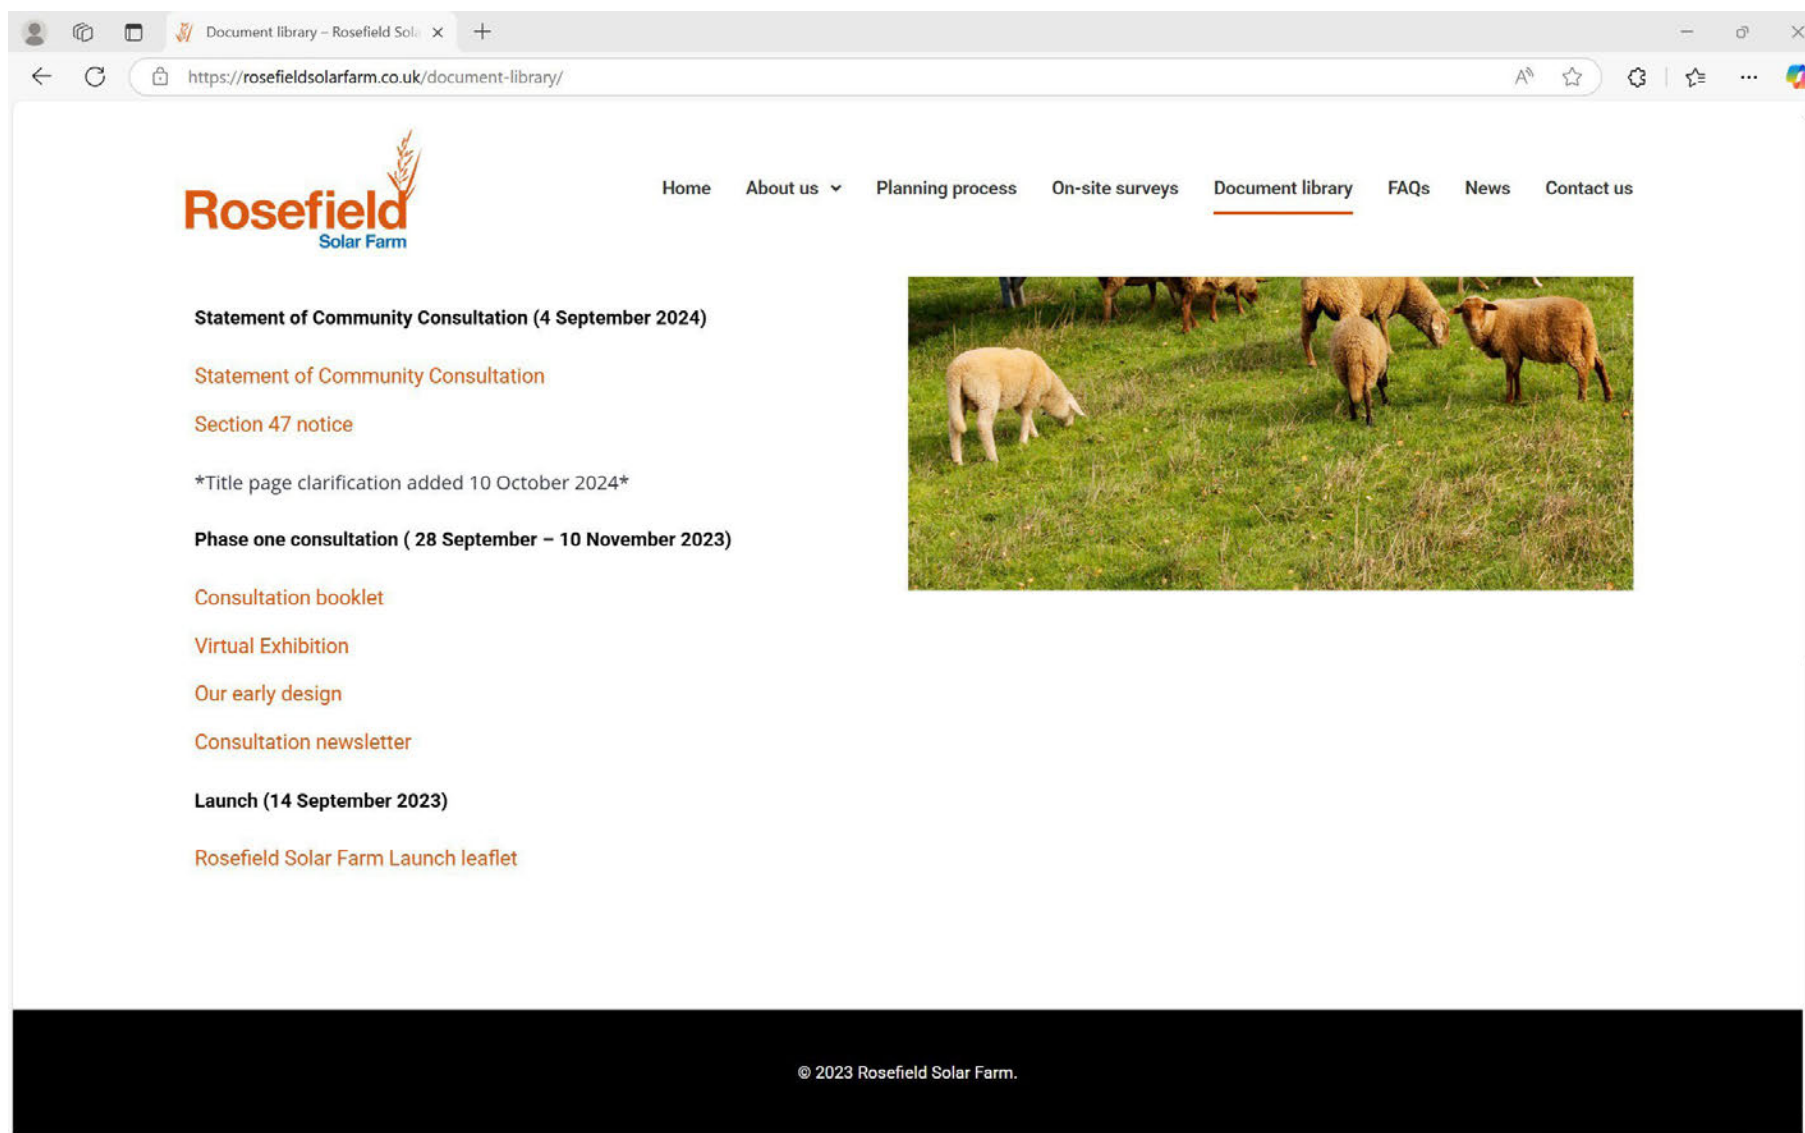 Document library – Rosefield Sol
https://rosefieldsolarfarm.co.uk/document-library/
Rosefield
Solar Farm
Home About us Planning process On-site surveys Document library FAQs News Contact us
Statement of Community Consultation (4 September 2024)
Statement of Community Consultation
Section 47 notice
*Title page clarification added 10 October 2024*
Phase one consultation ( 28 September – 10 November 2023)
Consultation booklet
Virtual Exhibition
Our early design
Consultation newsletter
Launch (14 September 2023)
Rosefield Solar Farm Launch leaflet
© 2023 Rosefield Solar Farm.